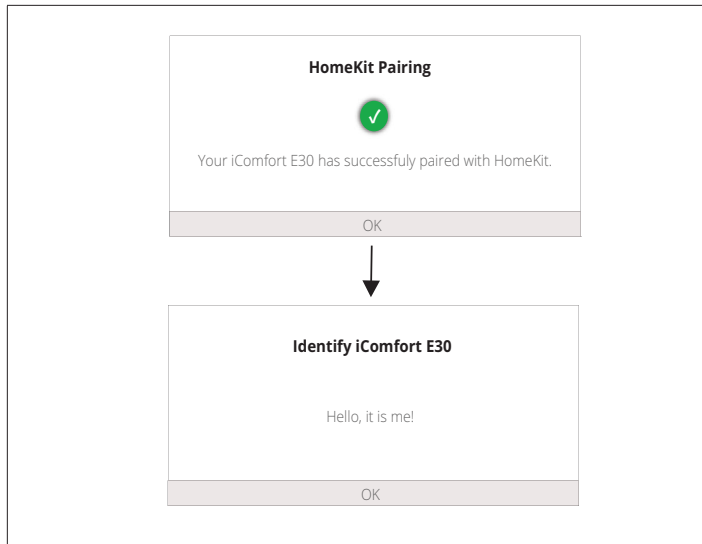 HomeKit Pairing
✓
Your iComfort E30 has successfuly paired with HomeKit.
OK
Identify iComfort E30
Hello, it is me!
OK